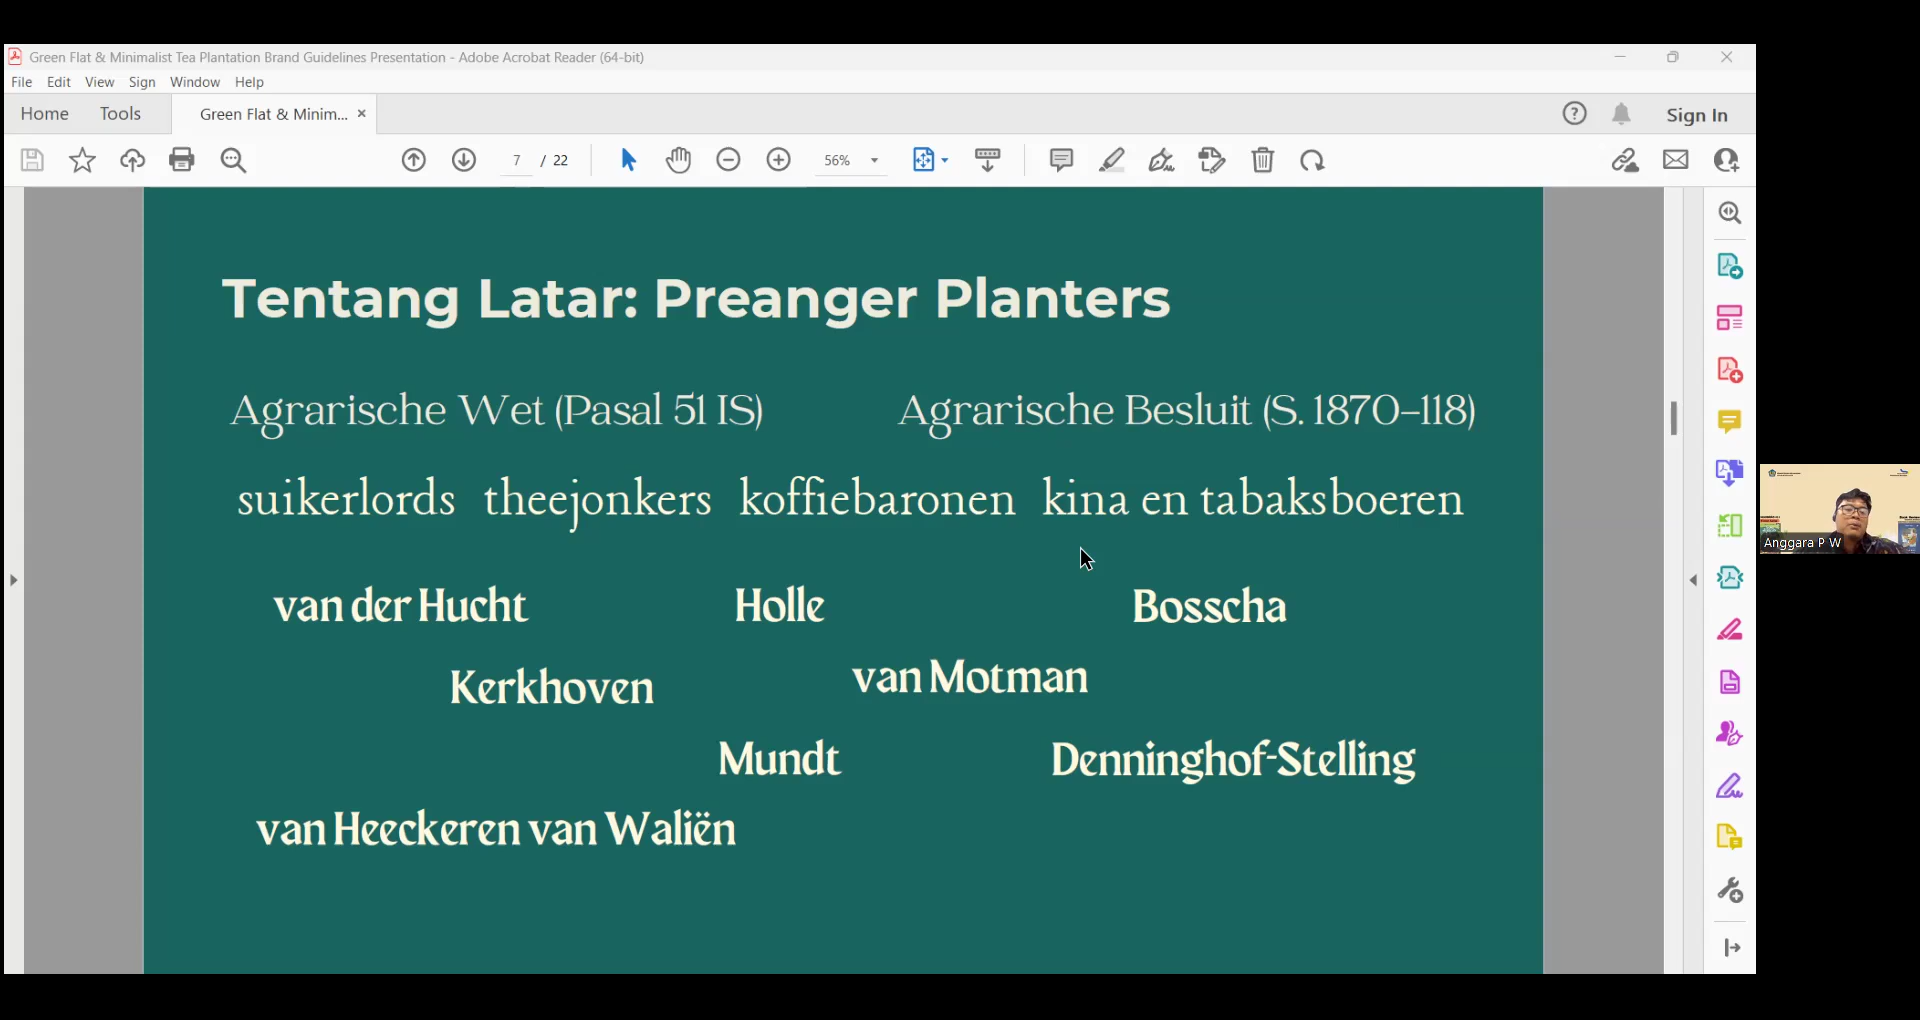 Green Flat & Minimalist Tea Plantation Brand Guidelines Presentation - Adobe Acrobat Reader (64-bit)
File Edit View Sign Window Help
Home Tools Green Flat & Minim... × Sign In
7 / 22 56%
Tentang Latar: Preanger Planters
Agrarische Wet (Pasal 51 IS) Agrarische Besluit (S. 1870-118)
suikerlords theejonkers koffiebaronen kina en tabaksboeren
van der Hucht Holle Bosscha
Kerkhoven van Motman
Mundt Denninghof-Stelling
van Heeckeren van Waliën
Anggara P W